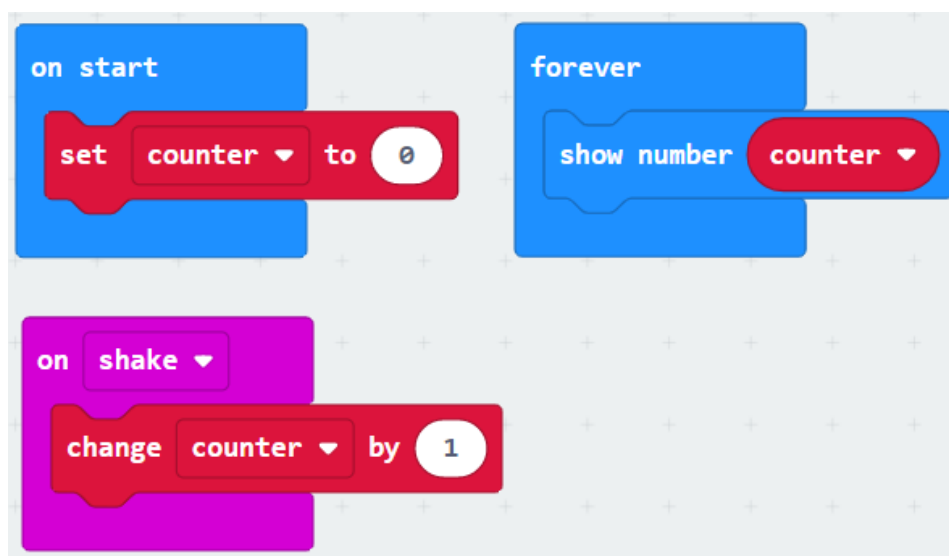 on start
set counter to 0
forever
show number counter
on shake
change counter by 1